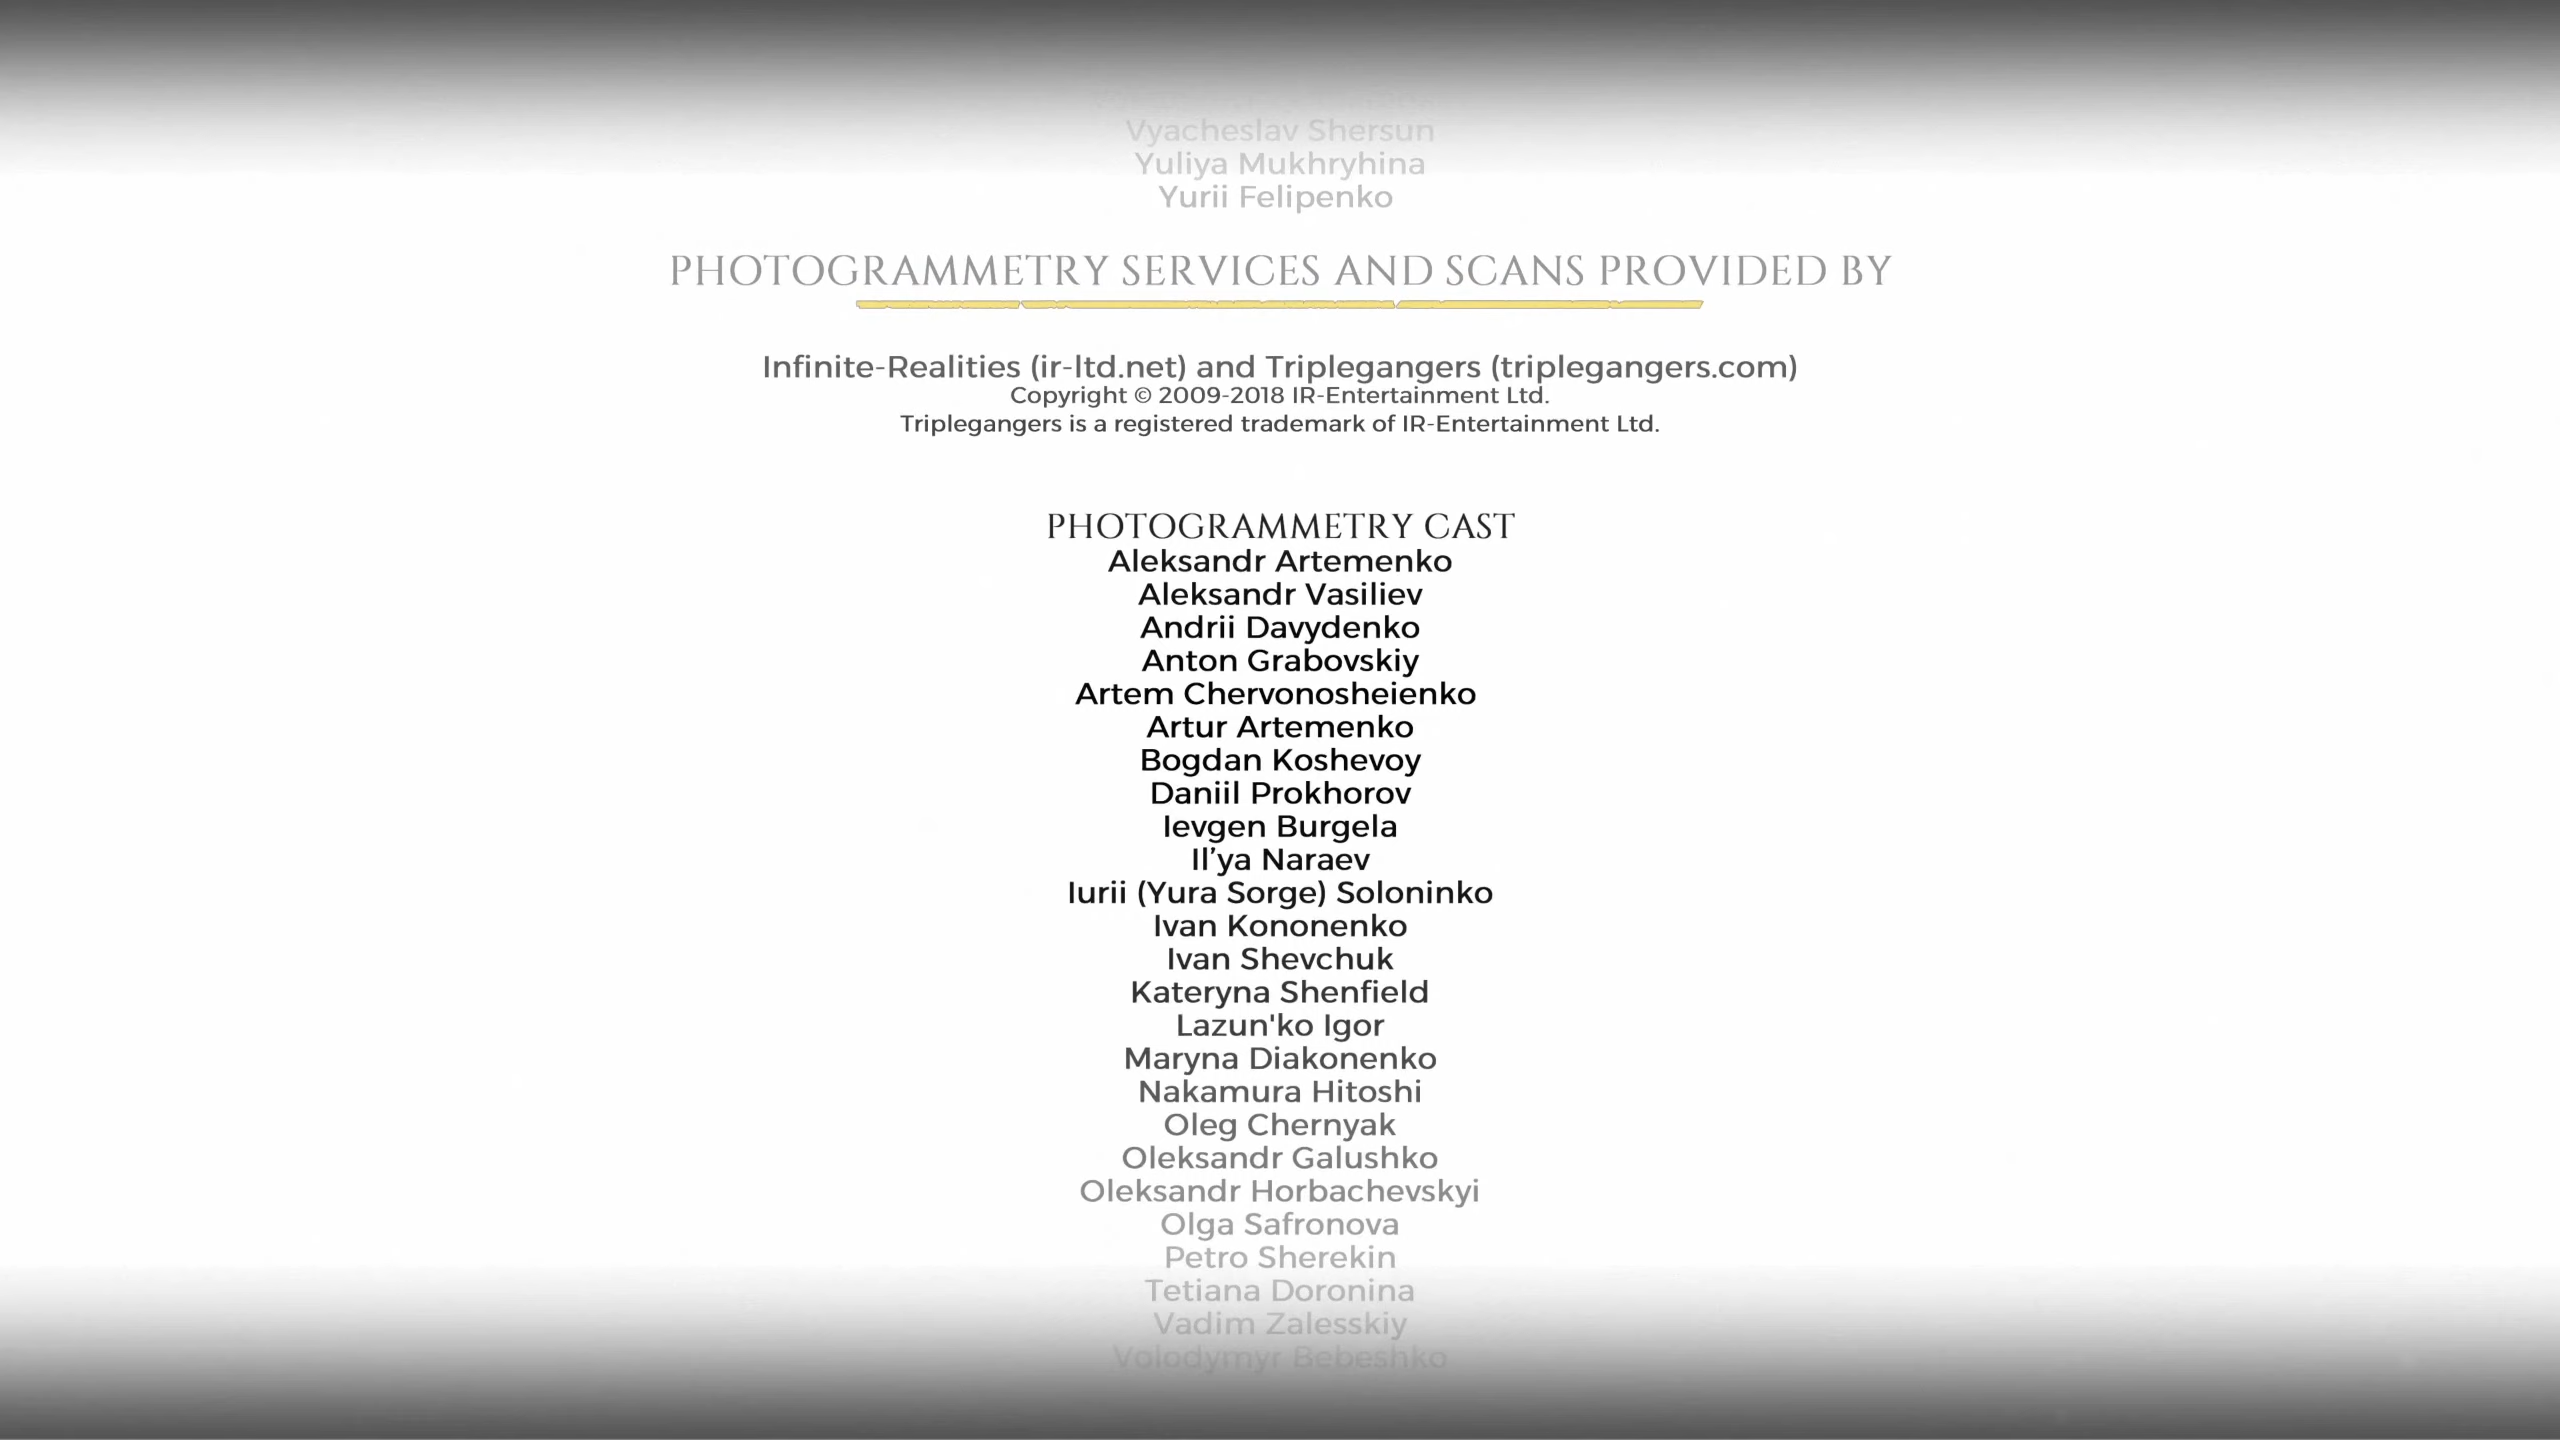 Vyacheslav Shersun
Yuliya Mukhryhina
Yurii Felipenko
PHOTOGRAMMETRY SERVICES AND SCANS PROVIDED BY
Infinite-Realities (ir-ltd.net) and Triplegangers (triplegangers.com)
Copyright © 2009-2018 IR-Entertainment Ltd.
Triplegangers is a registered trademark of IR-Entertainment Ltd.
PHOTOGRAMMETRY CAST
Aleksandr Artemenko
Aleksandr Vasiliev
Andrii Davydenko
Anton Grabovskiy
Artem Chervonosheienko
Artur Artemenko
Bogdan Koshevoy
Daniil Prokhorov
Ievgen Burgela
Il’ya Naraev
Iurii (Yura Sorge) Soloninko
Ivan Kononenko
Ivan Shevchuk
Kateryna Shenfield
Lazun'ko Igor
Maryna Diakonenko
Nakamura Hitoshi
Oleg Chernyak
Oleksandr Galushko
Oleksandr Horbachevskyi
Olga Safronova
Petro Sherekin
Tetiana Doronina
Vadim Zalesskiy
Volodymyr Bebeshko